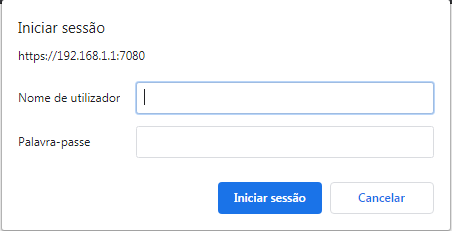 Iniciar sessão
https://192.168.1.1:7080
Nome de utilizador
Palavra-passe
Iniciar sessão Cancelar